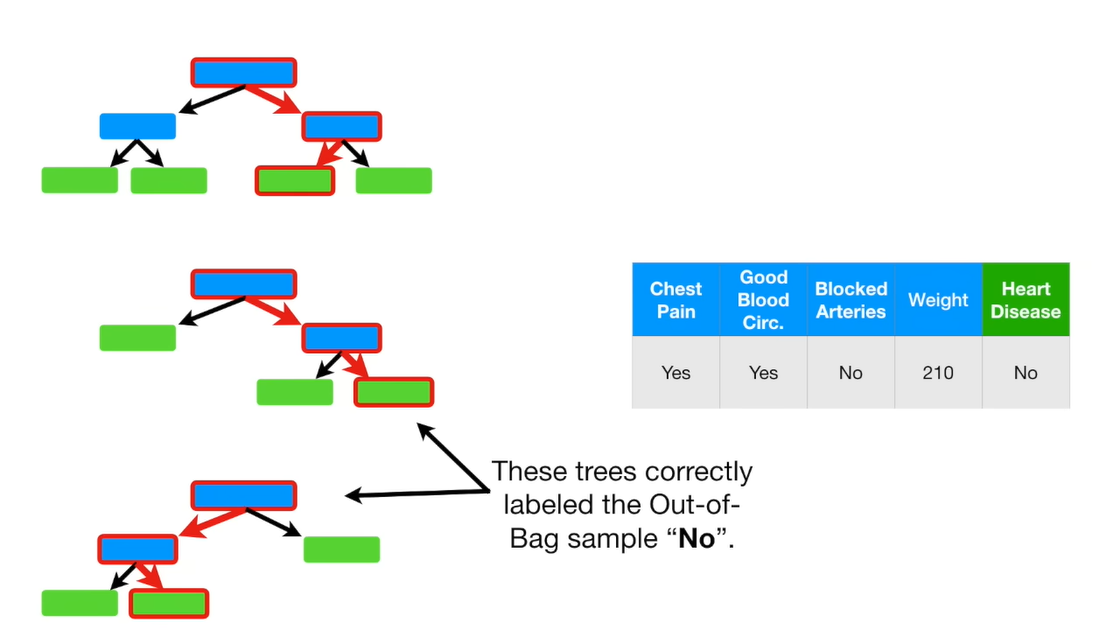 Chest Pain
Good Blood Circ.
Blocked Arteries
Weight
Heart Disease
Yes
Yes
No
210
No
These trees correctly
labeled the Out-of-
Bag sample “No”.